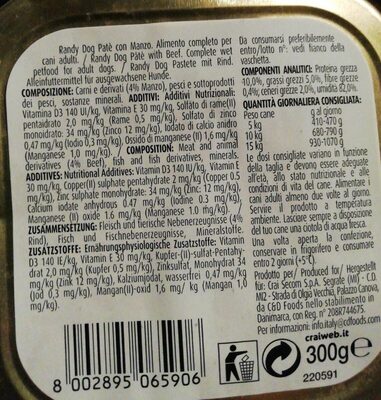 Randy Dog Patè con Manzo. Alimento completo per
cani adulti. / Randy Dog Pâtè with Beef. Complete wet
petfood for adult dogs. / Randy Dog Pastete mit Rind.
Alleinfuttermittel für ausgewachsene Hunde.
COMPOSIZIONE: Carni e derivati (4% Manzo), pesci e sottoprodotti
dei pesci, sostanze minerali. ADDITIVI: Additivi Nutrizionali:
Vitamina D3 140 UI/kg, Vitamina E 30 mg/kg, Solfato di rame(II)
pentaidrato 2,0 mg/kg (Rame 0,5 mg/kg), Solfato di zinco
monoidrato: 34 mg/kg (Zinco 12 mg/kg), Iodato di calcio anidro
0,47 mg/kg (Iodio 0,3 mg/kg), Ossido di manganese (II) 1,6 mg/kg
(Manganese 1,0 mg/kg). / COMPOSITION: Meat and animal
derivatives (4% Beef), fish and fish derivatives, minerals.
ADDITIVES: Nutritional Additives: Vitamin D3 140 IU/kg, Vitamin E
30 mg/kg, Copper(II) sulphate pentahydrate 2 mg/kg (Copper 0.5
mg/kg), Zinc sulphate monohydrate- 34 mg/kg (Zinc: 12 mg/kg),
Calcium iodate anhydrous 0.47 mg/kg (Iodine 0.3 mg/kg),
Manganese (II) oxide 1.6 mg/kg (Manganese 1.0 mg/kg). /
ZUSAMMENSETZUNG: Fleisch und tierische Nebenerzeugnisse (4%
Rind), Fisch und Fischnebenerzeugnisse, Mineralstoffe.
ZUSATZSTOFFE: Ernährungsphysiologische Zusatzstoffe: Vitamin
D3 140 IE/kg, Vitamin E 30 mg/kg, Kupfer-(II)-sulfat-Pentahy-
drat 2,0 mg/kg (Kupfer 0,5 mg/kg), Zinksulfat, Monohydrat 34
mg/kg (Zink 12 mg/kg), Kalziumjodat, wasserfrei 0,47 mg/kg
(Jod 0,3 mg/kg), Mangan(II)-oxid 1,6 mg/kg (Mangan 1,0
mg/kg).
8 002895 065906
Da consumarsi preferibilmente
entro/lotto n°: vedi fianco della
vaschetta.
COMPONENTI ANALITICI: Proteina grezza
10,0%, grassi grezzi 5,0%, fibre grezze
0,4%; ceneri grezze 2,0%, umidità 82,0%.
QUANTITÀ GIORNALIERA CONSIGLIATA:
Peso cane g al giorno
5 kg 410-470 g
10 kg 680-790 g
15 kg 930-1070 g
Le dosi consigliate variano in funzione
della taglia e devono essere adeguate
all'età, allo stato nutrizionale e alle
condizioni di vita del cane. Alimentare i
cani adulti almeno due volte al giorno.
Servire il prodotto a temperatura
ambiente. Lasciare sempre a disposizione
del tuo cane una ciotola di acqua fresca.
Una volta aperta la confezione,
conservare in frigorifero e consumare
entro 2 giorni (+5°C).
Prodotto per/ Produced for/ Hergestellt
für: Crai Secom S.p.A. Segrate (MI) - C.D.
MI2 - Strada di Olgia Vecchia, Palazzo Canova,
da C&D Foods nello stabilimento in
Danimarca, con reg. n° 208R74467S.
Per informazioni: info.italy@cdfoods.com
craiweb.it
300g℮
220591